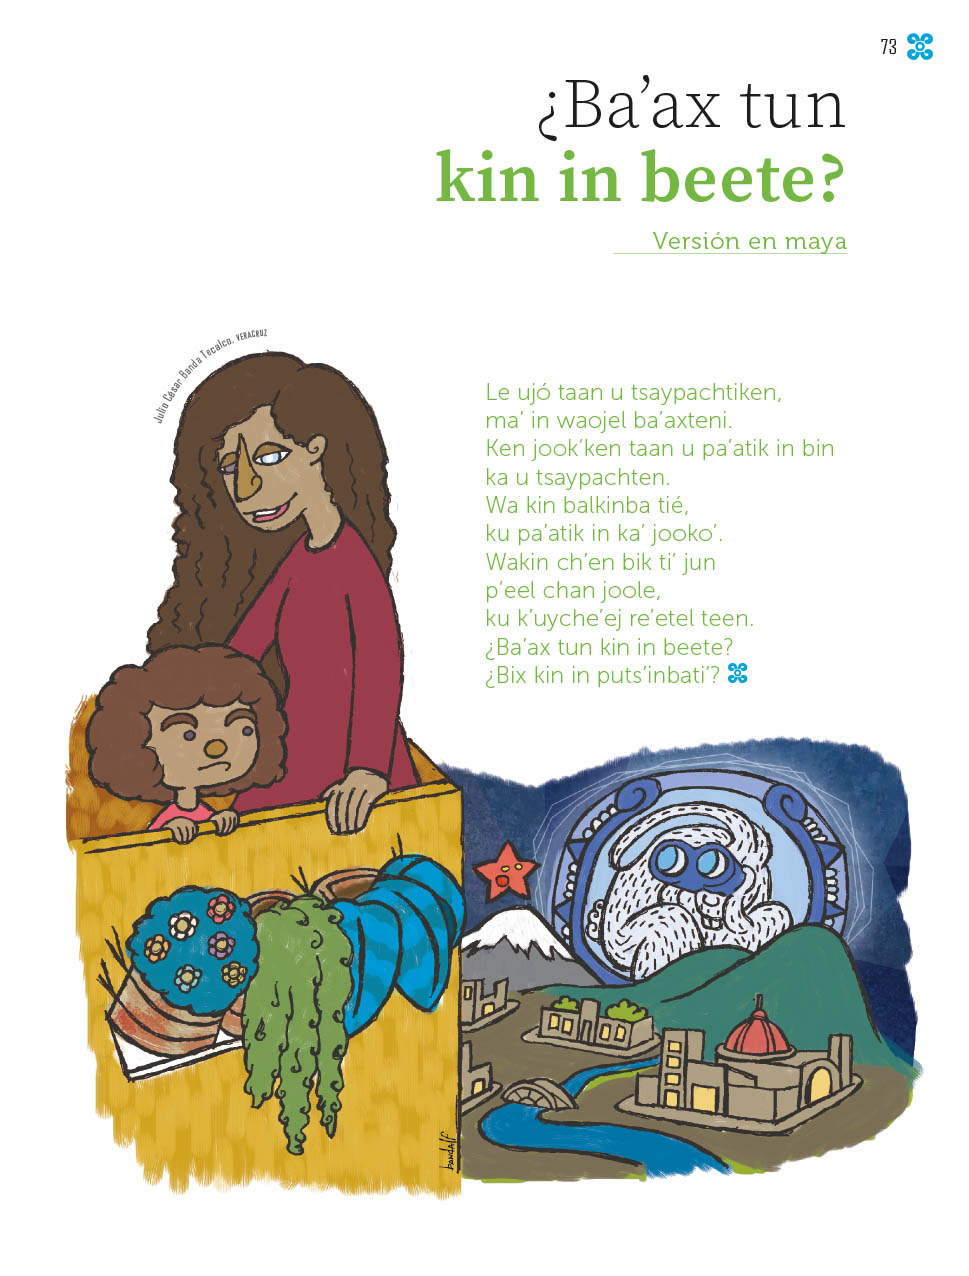 73
¿Ba’ax tun
kin in beete?
Versión en maya
Julio César Banda Tecalco. VERACRUZ
Le ujó taan u tsaypachtiken,
ma’ in waojel ba’axteni.
Ken jook’ken taan u pa’atik in bin
ka u tsaypachten.
Wa kin balkinba tié,
ku pa’atik in ka’ jooko’.
Wakin ch’en bik ti’ jun
p’eel chan joole,
ku k’uyche’ej re’etel teen.
¿Ba’ax tun kin in beete?
¿Bix kin in puts’inbati’?
bandalf